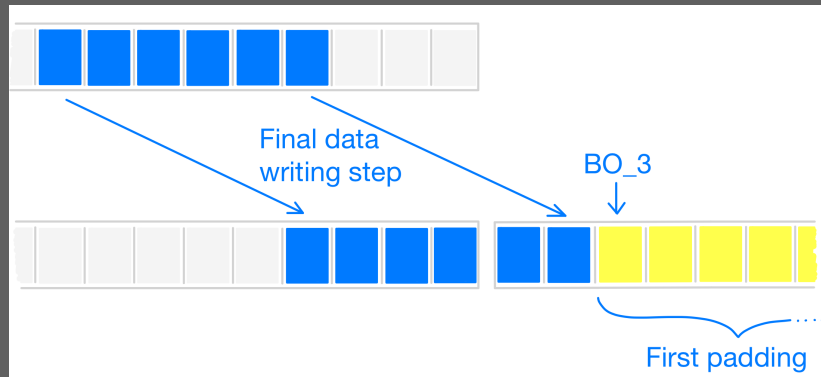 Final data
writing step
BO_3
...
First padding